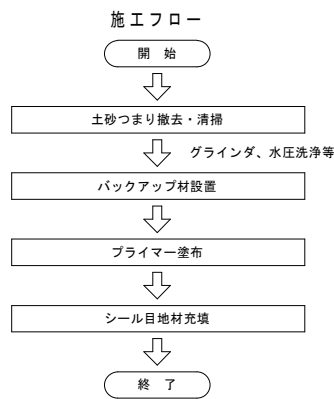 施工フロー
開　始
土砂つまり撤去・清掃
グラインダ、水圧洗浄等
バックアップ材設置
プライマー塗布
シール目地材充填
終　了